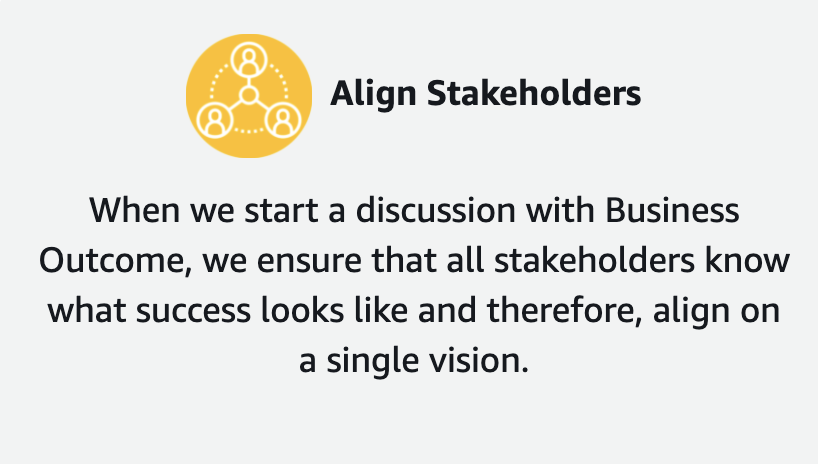 Align Stakeholders
When we start a discussion with Business
Outcome, we ensure that all stakeholders know
what success looks like and therefore, align on
a single vision.